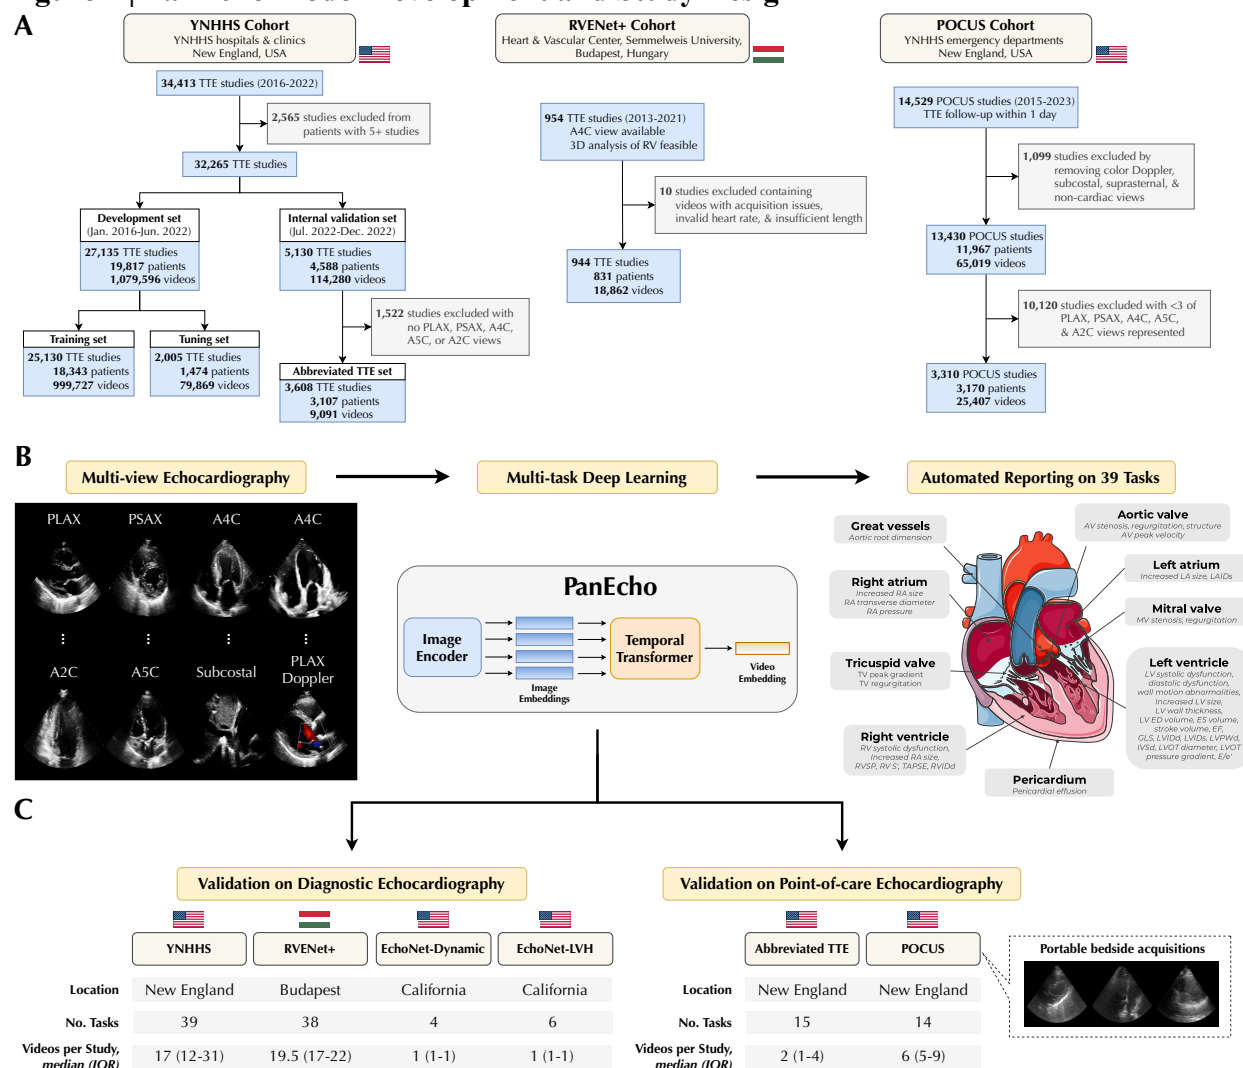 A
YNHHS Cohort
YNHHS hospitals & clinics
New England, USA
34,413 TTE studies (2016-2022)
2,565 studies excluded from
patients with 5+ studies
32,265 TTE studies
Development set
(Jan. 2016-Jun. 2022)
27,135 TTE studies
19,817 patients
1,079,596 videos
Internal validation set
(Jul. 2022-Dec. 2022)
5,130 TTE studies
4,588 patients
114,280 videos
1,522 studies excluded with
no PLAX, PSAX, A4C,
A5C, or A2C views
Training set
25,130 TTE studies
18,343 patients
999,727 videos
Tuning set
2,005 TTE studies
1,474 patients
79,869 videos
Abbreviated TTE set
3,608 TTE studies
3,107 patients
9,091 videos
RVENet+ Cohort
Heart & Vascular Center, Semmelweis University,
Budapest, Hungary
954 TTE studies (2013-2021)
A4C view available
3D analysis of RV feasible
10 studies excluded containing
videos with acquisition issues,
invalid heart rate, & insufficient length
944 TTE studies
831 patients
18,862 videos
POCUS Cohort
YNHHS emergency departments
New England, USA
14,529 POCUS studies (2015-2023)
TTE follow-up within 1 day
1,099 studies excluded by
removing color Doppler,
subcostal, suprasternal, &
non-cardiac views
13,430 POCUS studies
11,967 patients
65,019 videos
10,120 studies excluded with <3 of
PLAX, PSAX, A4C, A5C,
& A2C views represented
3,310 POCUS studies
3,170 patients
25,407 videos
B
Multi-view Echocardiography
Multi-task Deep Learning
Automated Reporting on 39 Tasks
PLAX PSAX A4C A4C
A2C A5C Subcostal PLAX
Doppler
PanEcho
Image
Encoder
Image
Embeddings
Temporal
Transformer
Video
Embedding
Great vessels
Aortic root dimension
Aortic valve
AV stenosis, regurgitation, structure
AV peak velocity
Right atrium
Increased RA size
RA transverse diameter
RA pressure
Left atrium
Increased LA size, LAIDs
Mitral valve
MV stenosis, regurgitation
Tricuspid valve
TV peak gradient
TV regurgitation
Left ventricle
LV systolic dysfunction,
diastolic dysfunction,
wall motion abnormalities,
Increased LV size,
LV wall thickness,
LV ED volume, ES volume,
stroke volume, EF,
GLS, LVIDd, LVIDs, LVPWd,
IVSd, LVOT diameter, LVOT
pressure gradient, E/e'
Right ventricle
RV systolic dysfunction,
Increased RA size,
RVSP, RV S', TAPSE, RVIDd
Pericardium
Pericardial effusion
C
Validation on Diagnostic Echocardiography
YNHHS RVENet+ EchoNet-Dynamic EchoNet-LVH
Location New England Budapest California California
No. Tasks 39 38 4 6
Videos per Study, 17 (12-31) 19.5 (17-22) 1 (1-1) 1 (1-1)
median (IQR)
Validation on Point-of-care Echocardiography
Abbreviated TTE POCUS
Location New England New England
No. Tasks 15 14
Videos per Study, 2 (1-4) 6 (5-9)
median (IQR)
Portable bedside acquisitions